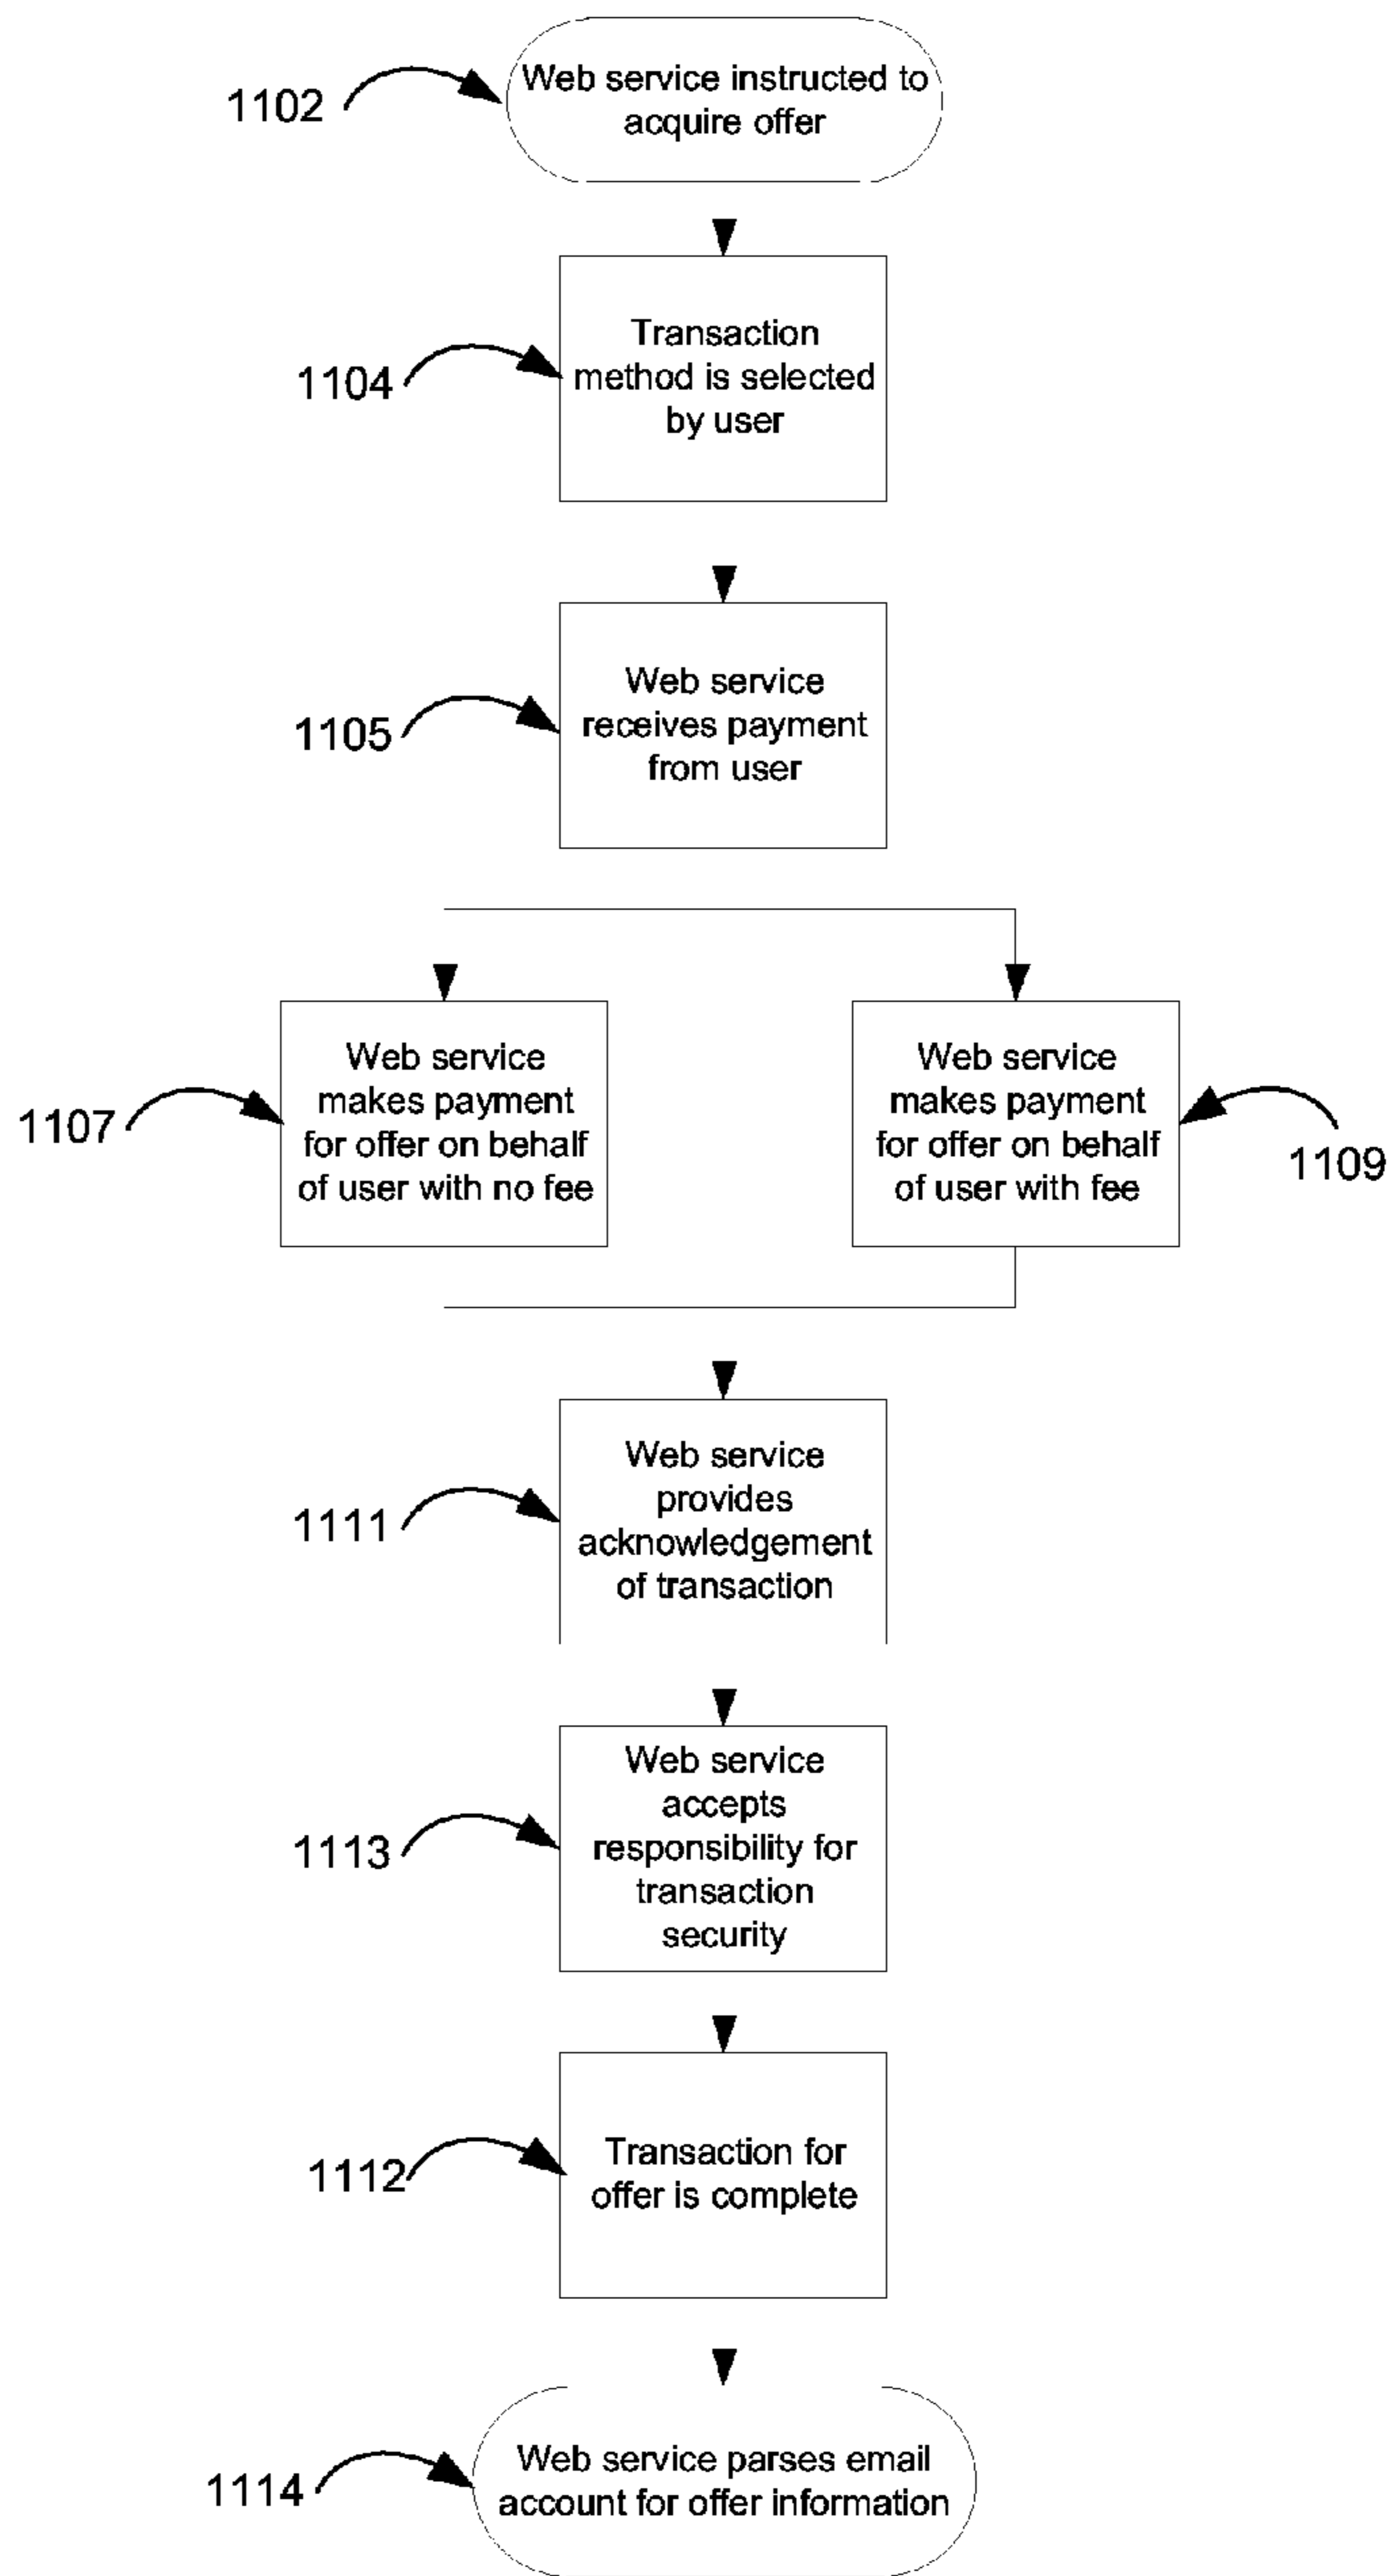 1102
Web service instructed to
acquire offer
1104
Transaction
method is selected
by user
1105
Web service
receives payment
from user
1107
Web service
makes payment
for offer on behalf
of user with no fee
Web service
makes payment
for offer on behalf
of user with fee
1109
1111
Web service
provides
acknowledgement
of transaction
1113
Web service
accepts
responsibility for
transaction
security
1112
Transaction for
offer is complete
1114
Web service parses email
account for offer information